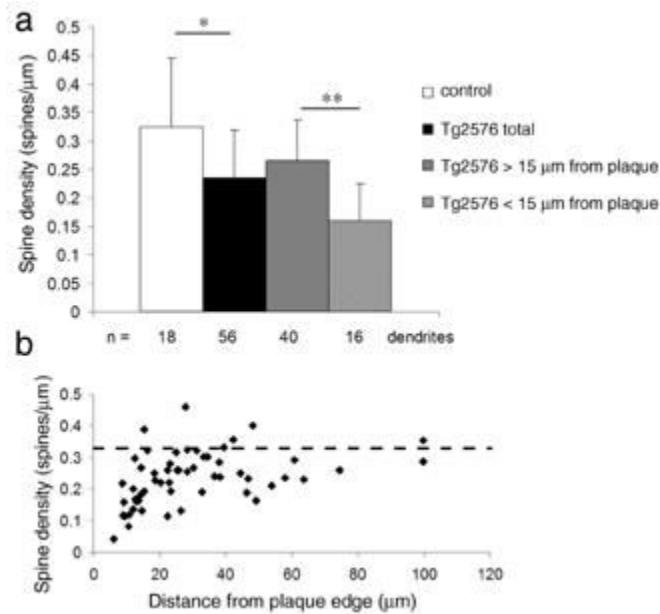 a
* **
Spine density (spines/μm)
0.5
0.45
0.4
0.35
0.3
0.25
0.2
0.15
0.1
0.05
0
control
Tg2576 total
Tg2576 > 15 μm from plaque
Tg2576 < 15 μm from plaque
n = 18 56 40 16 dendrites
b
Spine density (spines/μm)
0.5
0.4
0.3
0.2
0.1
0
0 20 40 60 80 100 120
Distance from plaque edge (μm)